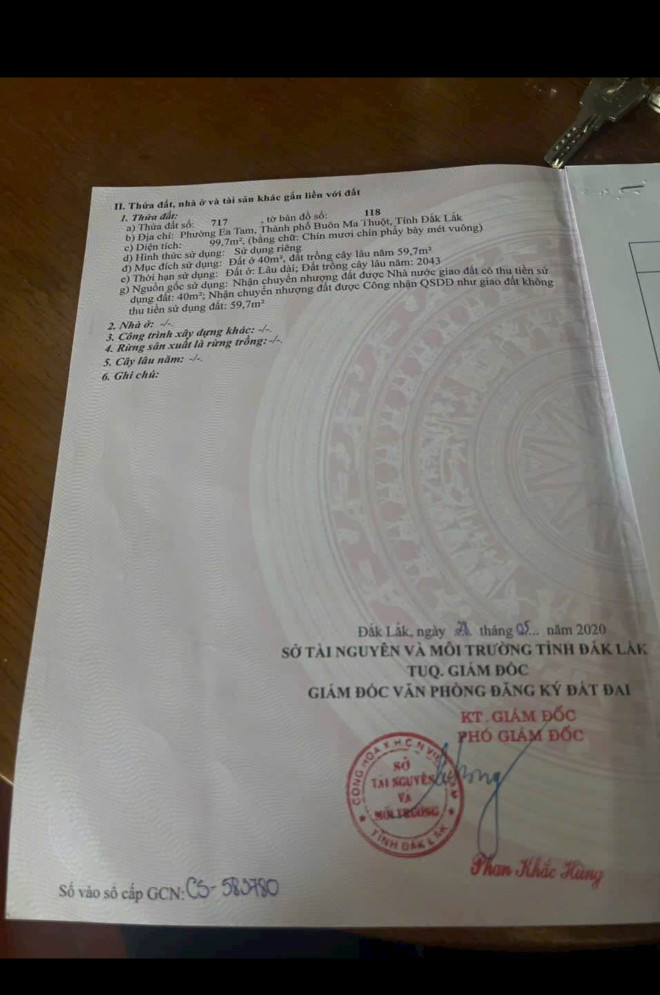 II. Thửa đất, nhà ở và tài sản khác gắn liền với đất
1. Thửa đất:
a) Thửa đất số: 717 , tờ bản đồ số: 118
b) Địa chỉ: Phường Ea Tam, Thành phố Buôn Ma Thuột, Tỉnh Đắk Lắk
c) Diện tích: 99,7m², (bằng chữ: Chín mươi chín phẩy bảy mét vuông)
d) Hình thức sử dụng: Sử dụng riêng
đ) Mục đích sử dụng: Đất ở 40m², đất trồng cây lâu năm 59,7m²
e) Thời hạn sử dụng: Đất ở: Lâu dài; Đất trồng cây lâu năm: 2043
g) Nguồn gốc sử dụng: Nhận chuyển nhượng đất được Nhà nước giao đất có thu tiền sử
dụng đất: 40m²; Nhận chuyển nhượng đất được Công nhận QSDĐ như giao đất không
thu tiền sử dụng đất: 59,7m²
2. Nhà ở: -/-.
3. Công trình xây dựng khác: -/-.
4. Rừng sản xuất là rừng trồng: -/-.
5. Cây lâu năm: -/-.
6. Ghi chú:
Đắk Lắk, ngày tháng 05... năm 2020
SỞ TÀI NGUYÊN VÀ MÔI TRƯỜNG TỈNH ĐẮK LẮK
TUQ. GIÁM ĐỐC
GIÁM ĐỐC VĂN PHÒNG ĐĂNG KÝ ĐẤT ĐAI
KT. GIÁM ĐỐC
PHÓ GIÁM ĐỐC
CỘNG HÒA X.H.C.N VIỆT NAM
SỞ
TÀI NGUYÊN
VÀ
MÔI TRƯỜNG
TỈNH ĐẮK LẮK
Phan Khắc Hùng
Số vào sổ cấp GCN: CS-583780